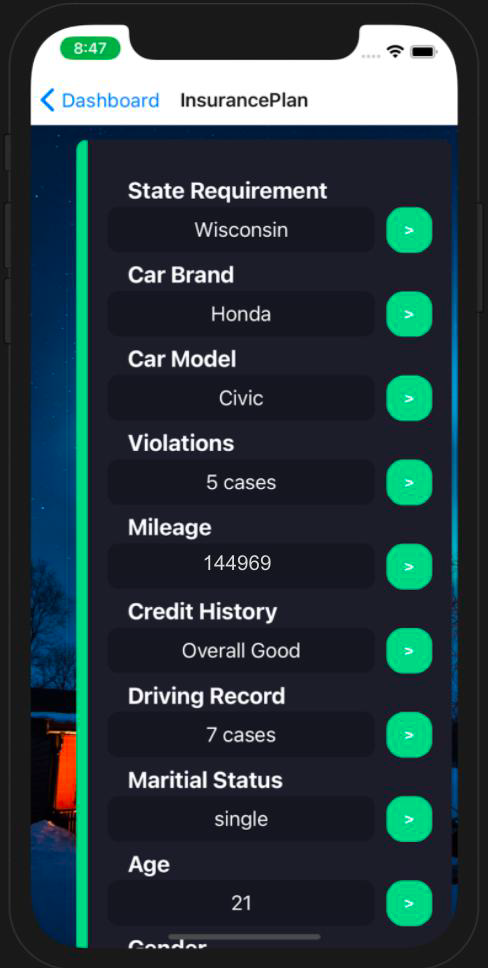 8:47
Dashboard InsurancePlan
State Requirement
Wisconsin >
Car Brand
Honda >
Car Model
Civic >
Violations
5 cases >
Mileage
144969 >
Credit History
Overall Good >
Driving Record
7 cases >
Maritial Status
single >
Age
21 >
Gender